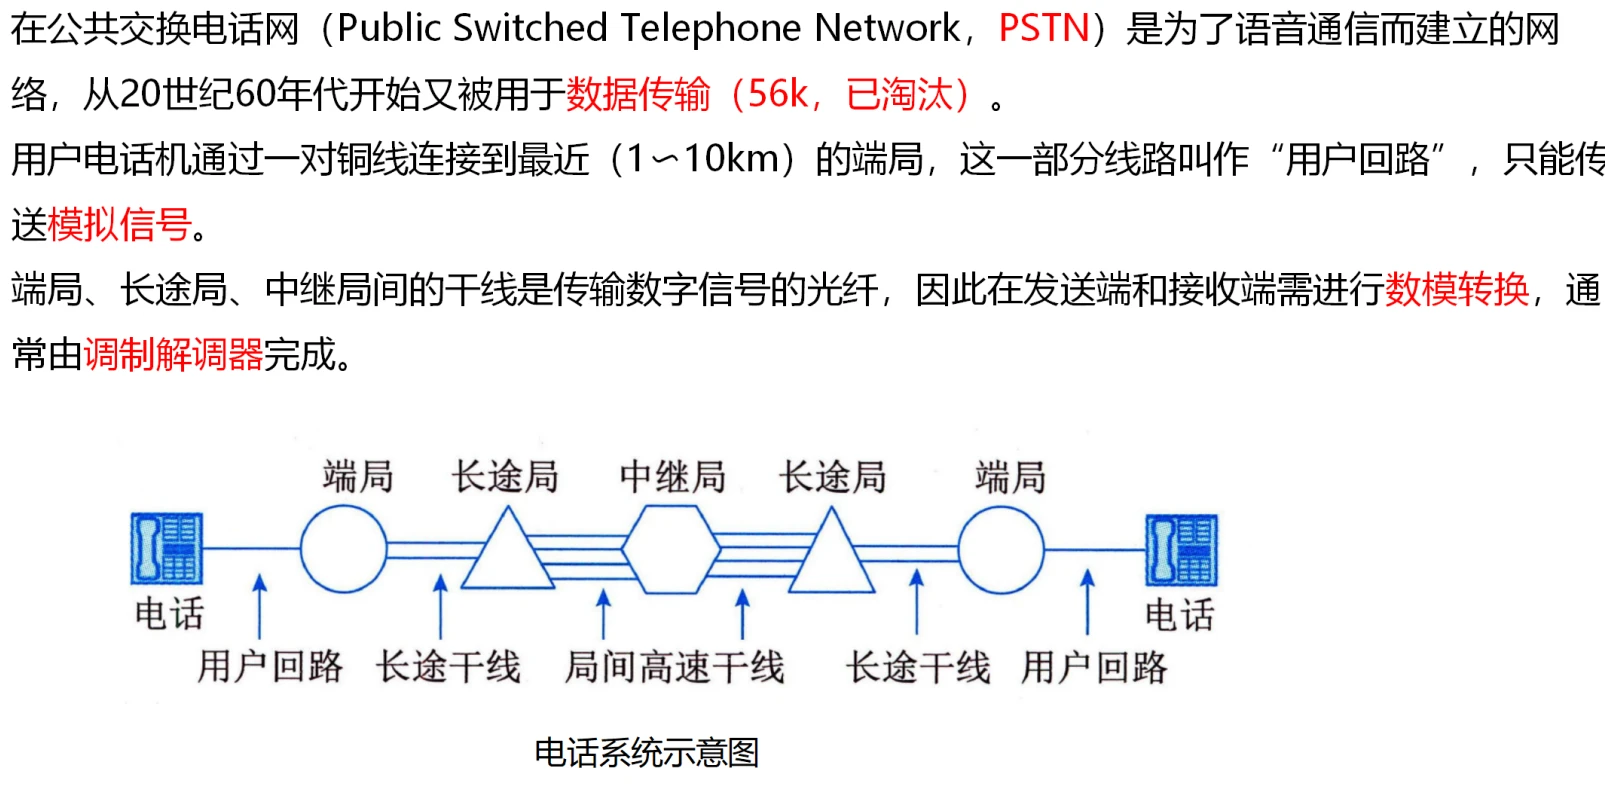 在公共交换电话网（Public Switched Telephone Network，PSTN）是为了语音通信而建立的网
络，从20世纪60年代开始又被用于数据传输（56k，已淘汰）。
用户电话机通过一对铜线连接到最近（1∽10km）的端局，这一部分线路叫作“用户回路”，只能传
送模拟信号。
端局、长途局、中继局间的干线是传输数字信号的光纤，因此在发送端和接收端需进行数模转换，通
常由调制解调器完成。
端局 长途局 中继局 长途局 端局
电话 电话
用户回路 长途干线 局间高速干线 长途干线 用户回路
电话系统示意图